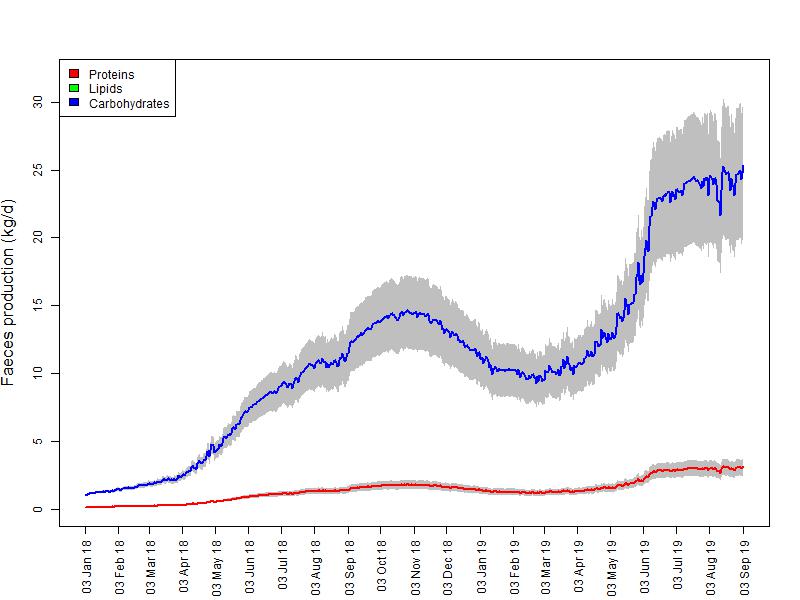 Proteins
Lipids
Carbohydrates
Faeces production (kg/d)
30
25
20
15
10
5
0
03 Jan 18
03 Feb 18
03 Mar 18
03 Apr 18
03 May 18
03 Jun 18
03 Jul 18
03 Aug 18
03 Sep 18
03 Oct 18
03 Nov 18
03 Dec 18
03 Jan 19
03 Feb 19
03 Mar 19
03 Apr 19
03 May 19
03 Jun 19
03 Jul 19
03 Aug 19
03 Sep 19